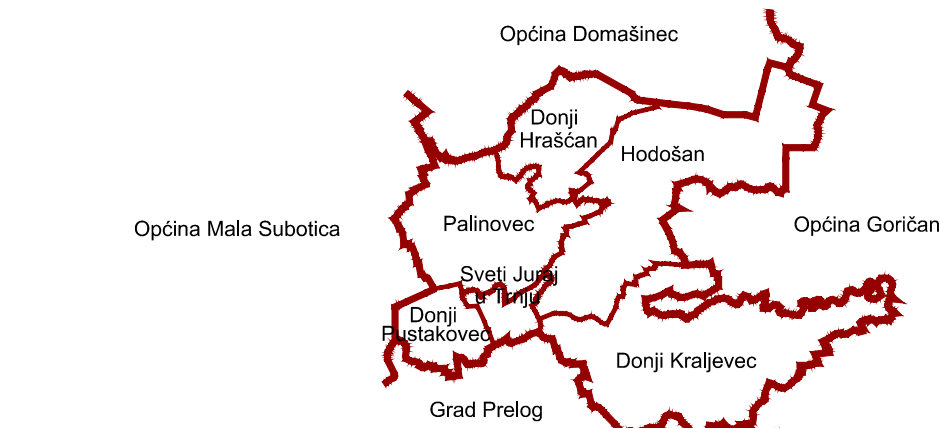 Općina Domašinec
Donji
Hrašćan
Hodošan
Palinovec
Općina Goričan
Općina Mala Subotica
Sveti Juraj
u Trnju
Donji
Pustakovec
Donji Kraljevec
Grad Prelog